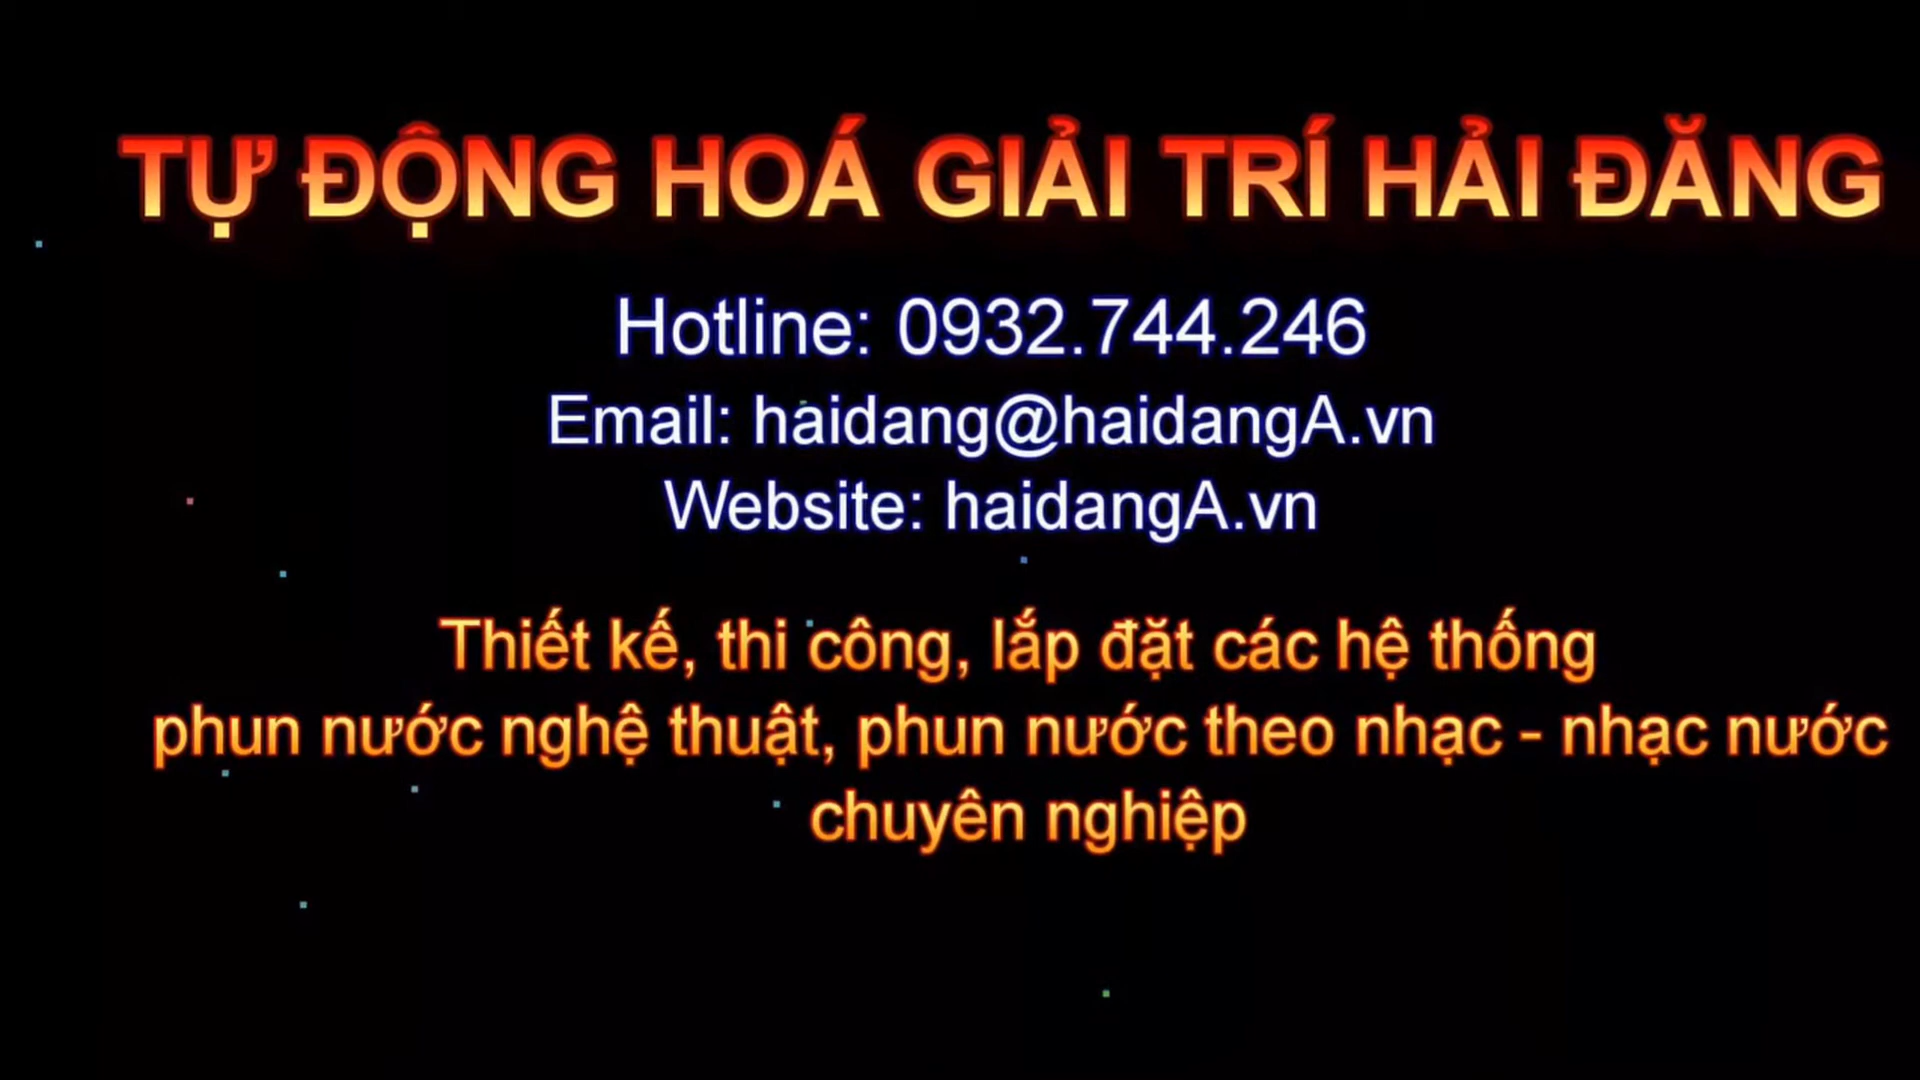 TỰ ĐỘNG HOÁ GIẢI TRÍ HẢI ĐĂNG
Hotline: 0932.744.246
Email: haidang@haidangA.vn
Website: haidangA.vn
Thiết kế, thi công, lắp đặt các hệ thống
phun nước nghệ thuật, phun nước theo nhạc - nhạc nước
chuyên nghiệp